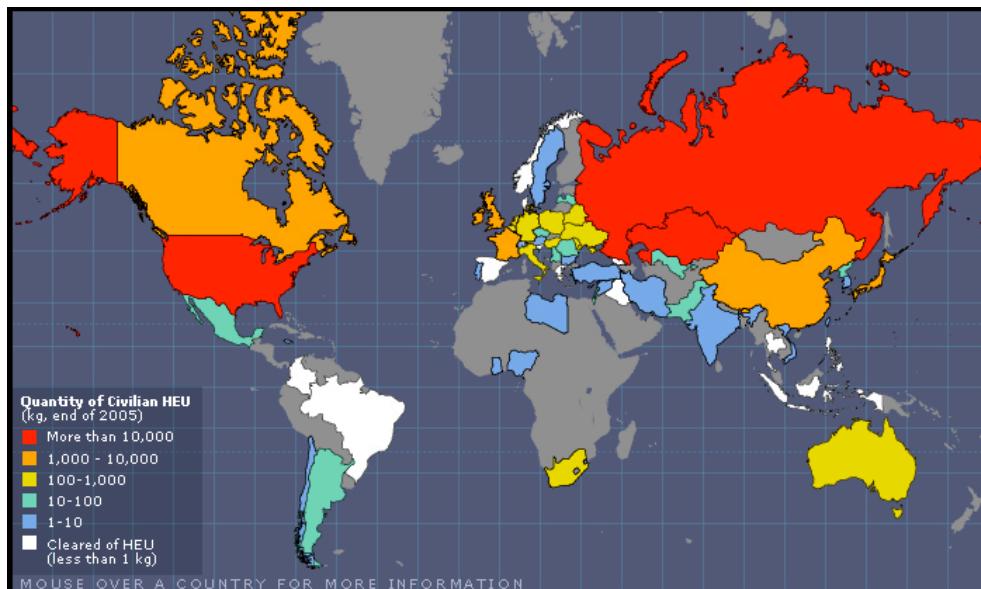 Quantity of Civilian HEU
(kg, end of 2005)
More than 10,000
1,000 - 10,000
100-1,000
10-100
1-10
Cleared of HEU
(less than 1 kg)
MOUSE OVER A COUNTRY FOR MORE INFORMATION